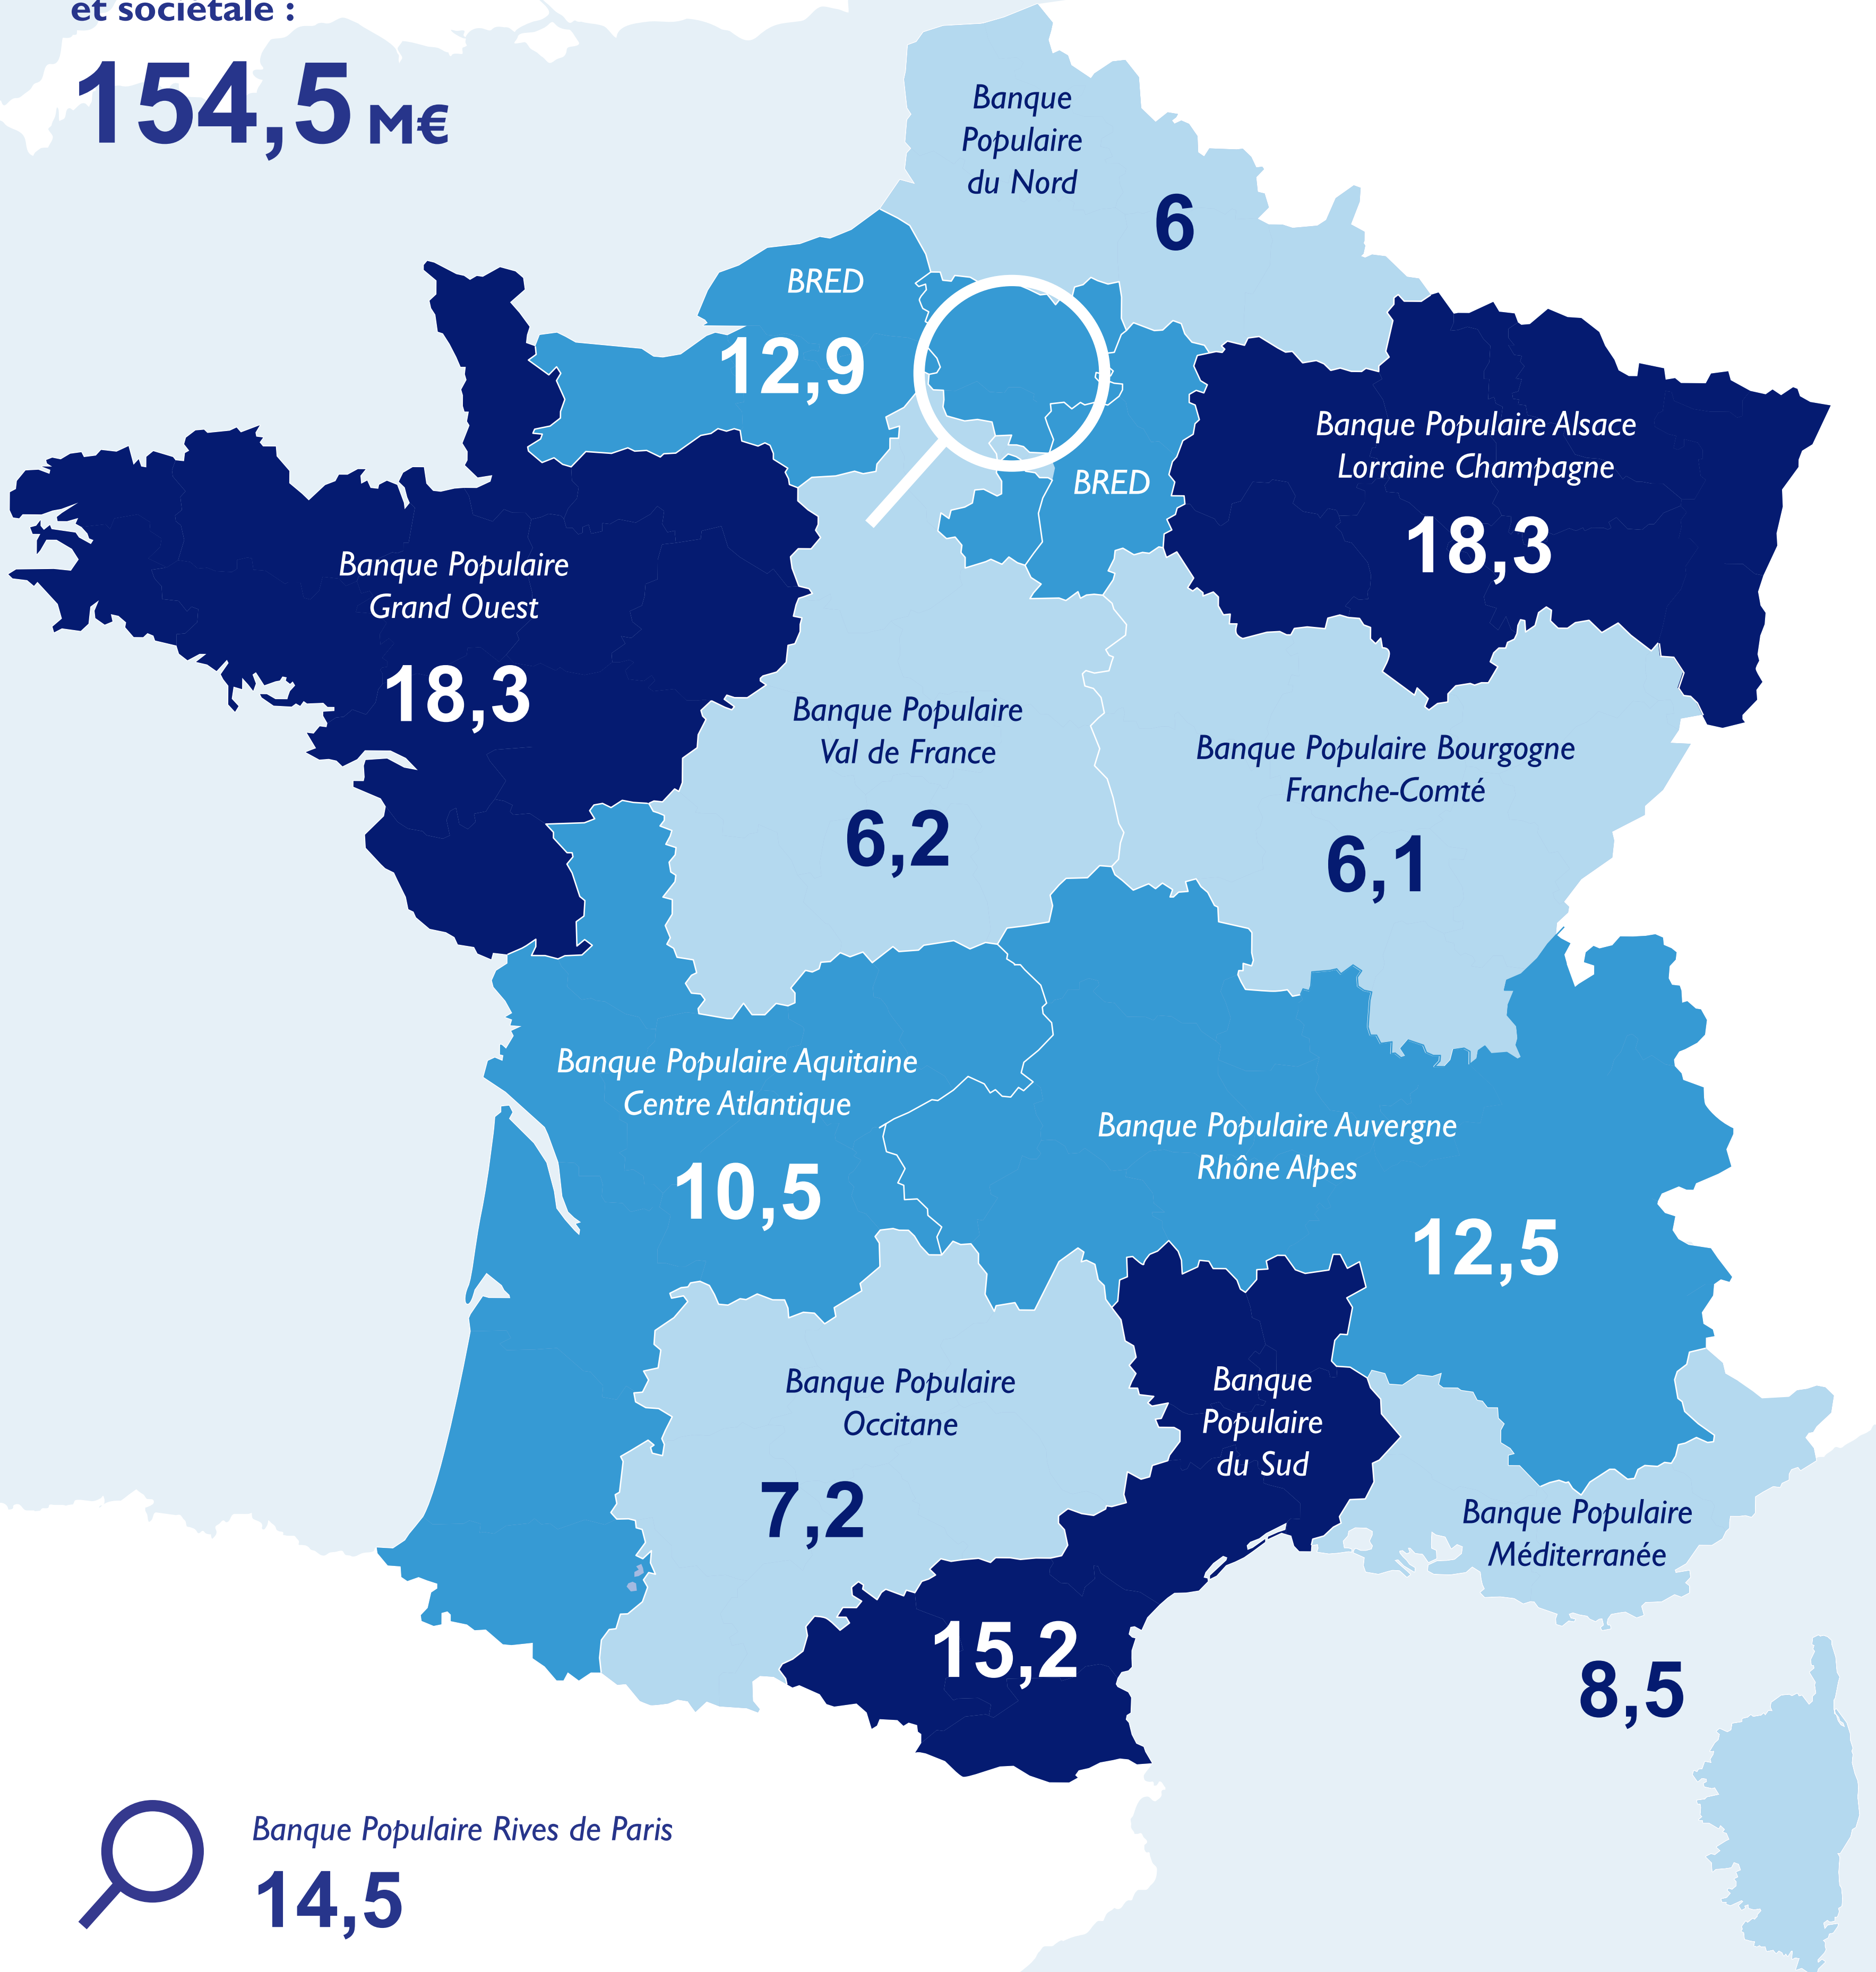 et sociétale :
154,5 M€
Banque
Populaire
du Nord
6
BRED
12,9
BRED
Banque Populaire Alsace
Lorraine Champagne
18,3
Banque Populaire
Grand Ouest
18,3
Banque Populaire
Val de France
6,2
Banque Populaire Bourgogne
Franche-Comté
6,1
Banque Populaire Aquitaine
Centre Atlantique
10,5
Banque Populaire Auvergne
Rhône Alpes
12,5
Banque Populaire
Occitane
7,2
Banque
Populaire
du Sud
15,2
Banque Populaire
Méditerranée
8,5
Banque Populaire Rives de Paris
14,5